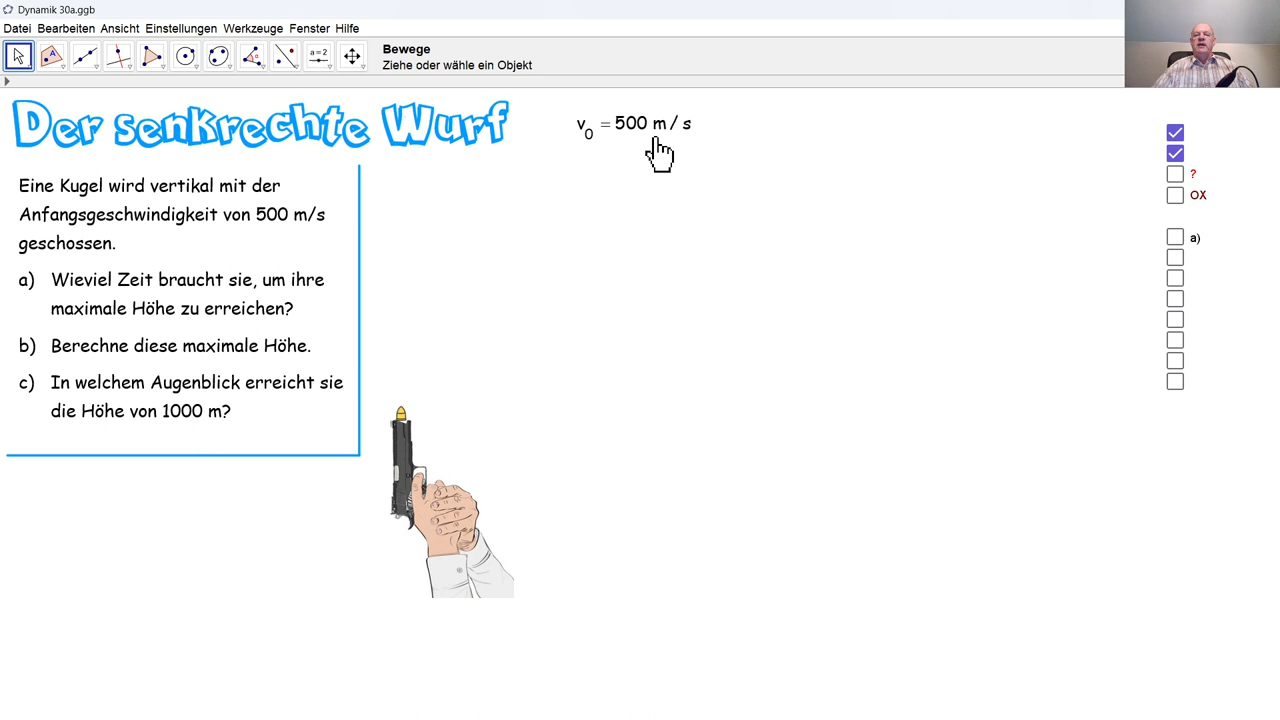 Dynamik 30a.ggb
Datei Bearbeiten Ansicht Einstellungen Werkzeuge Fenster Hilfe
A
α
a=2
Bewege
Ziehe oder wähle ein Objekt
Der senkrechte Wurf
v0 = 500 m / s
Eine Kugel wird vertikal mit der
Anfangsgeschwindigkeit von 500 m/s
geschossen.
a) Wieviel Zeit braucht sie, um ihre
maximale Höhe zu erreichen?
b) Berechne diese maximale Höhe.
c) In welchem Augenblick erreicht sie
die Höhe von 1000 m?
?
OX
a)